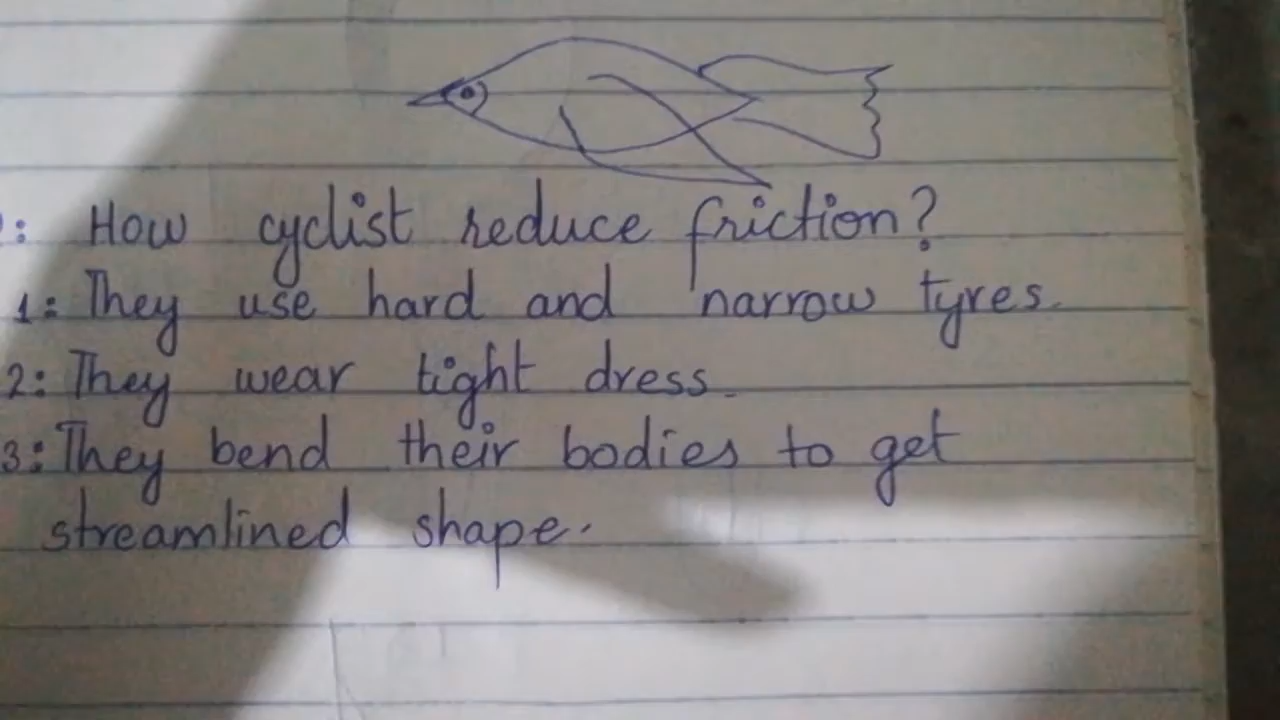 : How cyclist reduce friction?
1: They use hard and narrow tyres.
2: They wear tight dress.
3: They bend their bodies to get
streamlined shape.